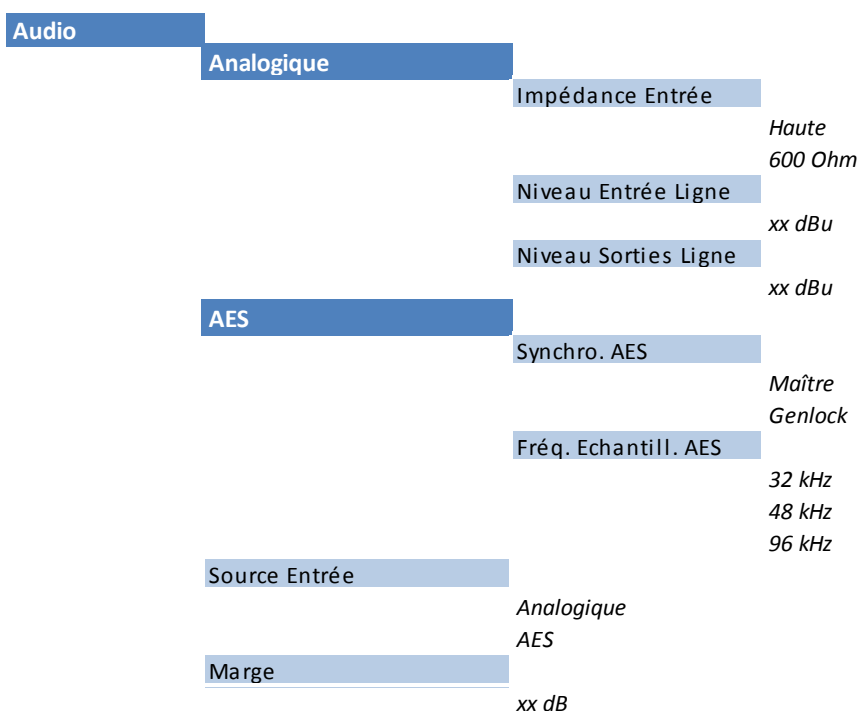 Audio
Analogique
Impédance Entrée
Haute
600 Ohm
Niveau Entrée Ligne
xx dBu
Niveau Sorties Ligne
xx dBu
AES
Synchro. AES
Maître
Genlock
Fréq. Echantill. AES
32 kHz
48 kHz
96 kHz
Source Entrée
Analogique
AES
Marge
xx dB